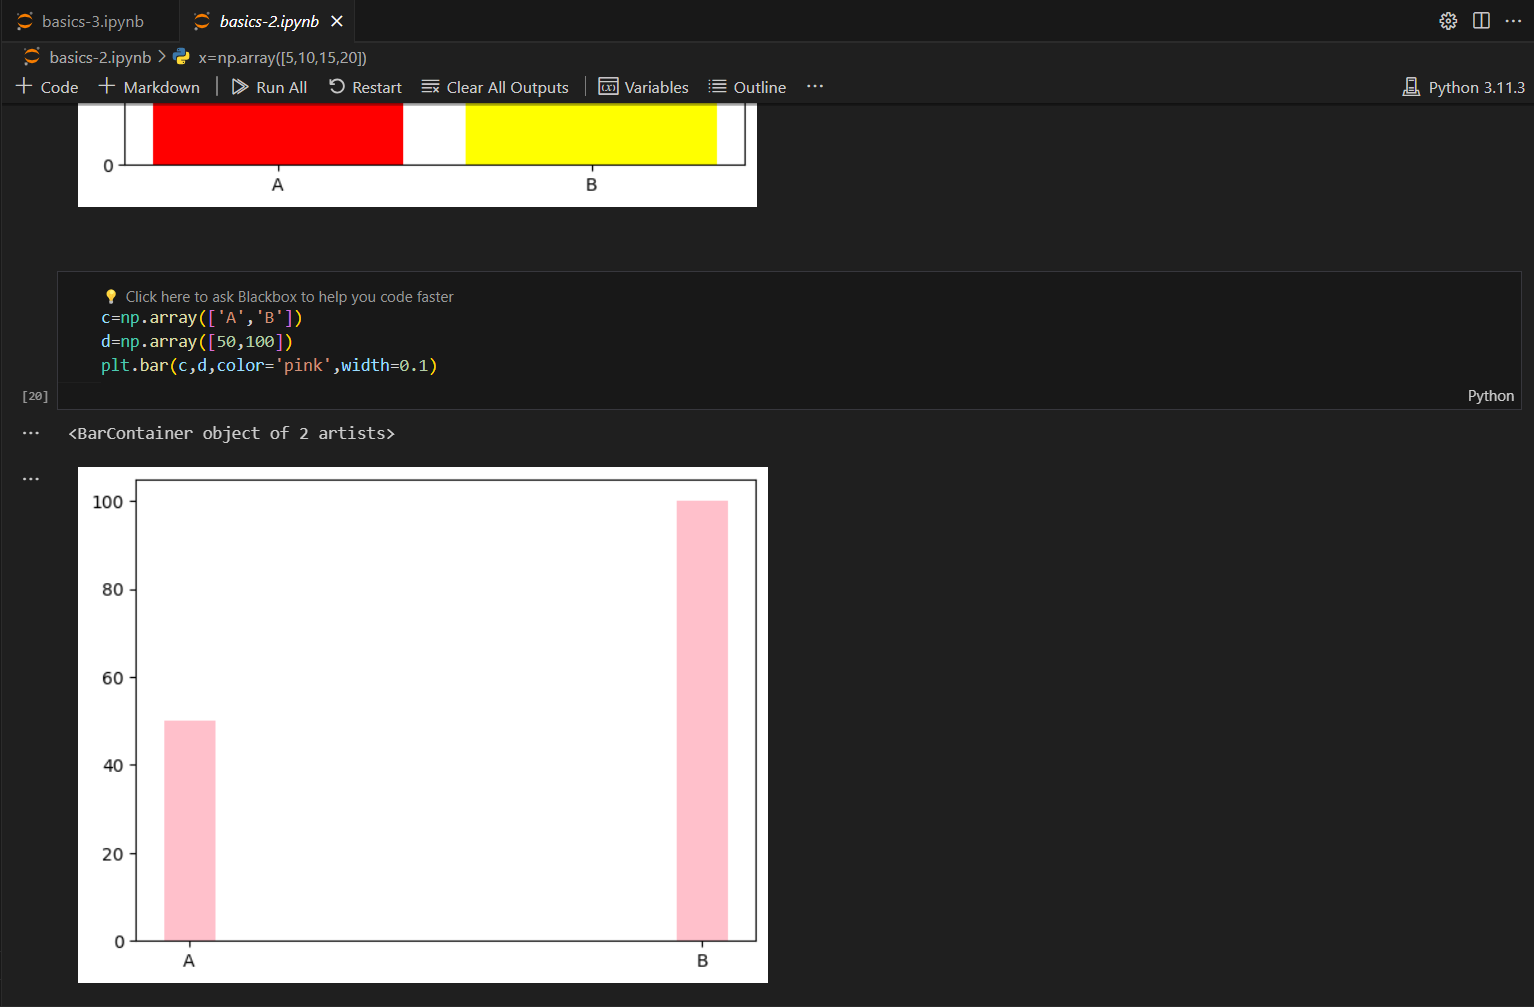 basics-3.ipynb
basics-2.ipynb
basics-2.ipynb > x=np.array([5,10,15,20])
Code Markdown Run All Restart Clear All Outputs Variables Outline ... Python 3.11.3
0
A B
Click here to ask Blackbox to help you code faster
c=np.array(['A','B'])
d=np.array([50,100])
plt.bar(c,d,color='pink',width=0.1)
[20]
Python
... <BarContainer object of 2 artists>
...
100
80
60
40
20
0
A B